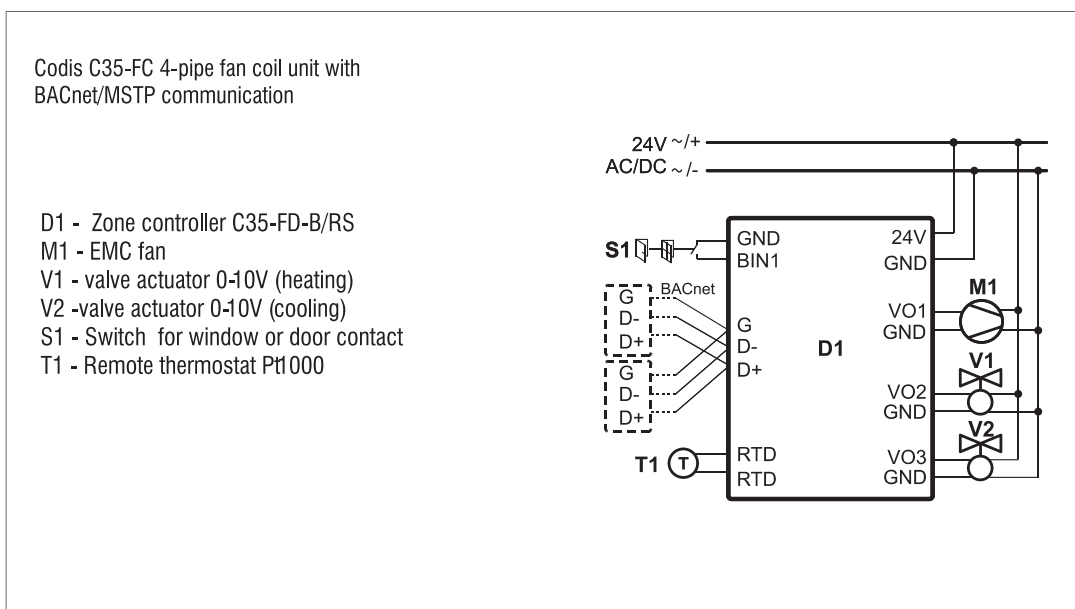 Codis C35-FC 4-pipe fan coil unit with
BACnet/MSTP communication
D1 - Zone controller C35-FD-B/RS
M1 - EMC fan
V1 - valve actuator 0-10V (heating)
V2 -valve actuator 0-10V (cooling)
S1 - Switch for window or door contact
T1 - Remote thermostat Pt1000
24V ~/+
AC/DC ~/-
S1
GND
BIN1
24V
GND
BACnet
G
D-
D+
G
D-
D+
G
D-
D+
D1
M1
VO1
GND
V1
VO2
GND
V2
VO3
GND
T1
T
RTD
RTD